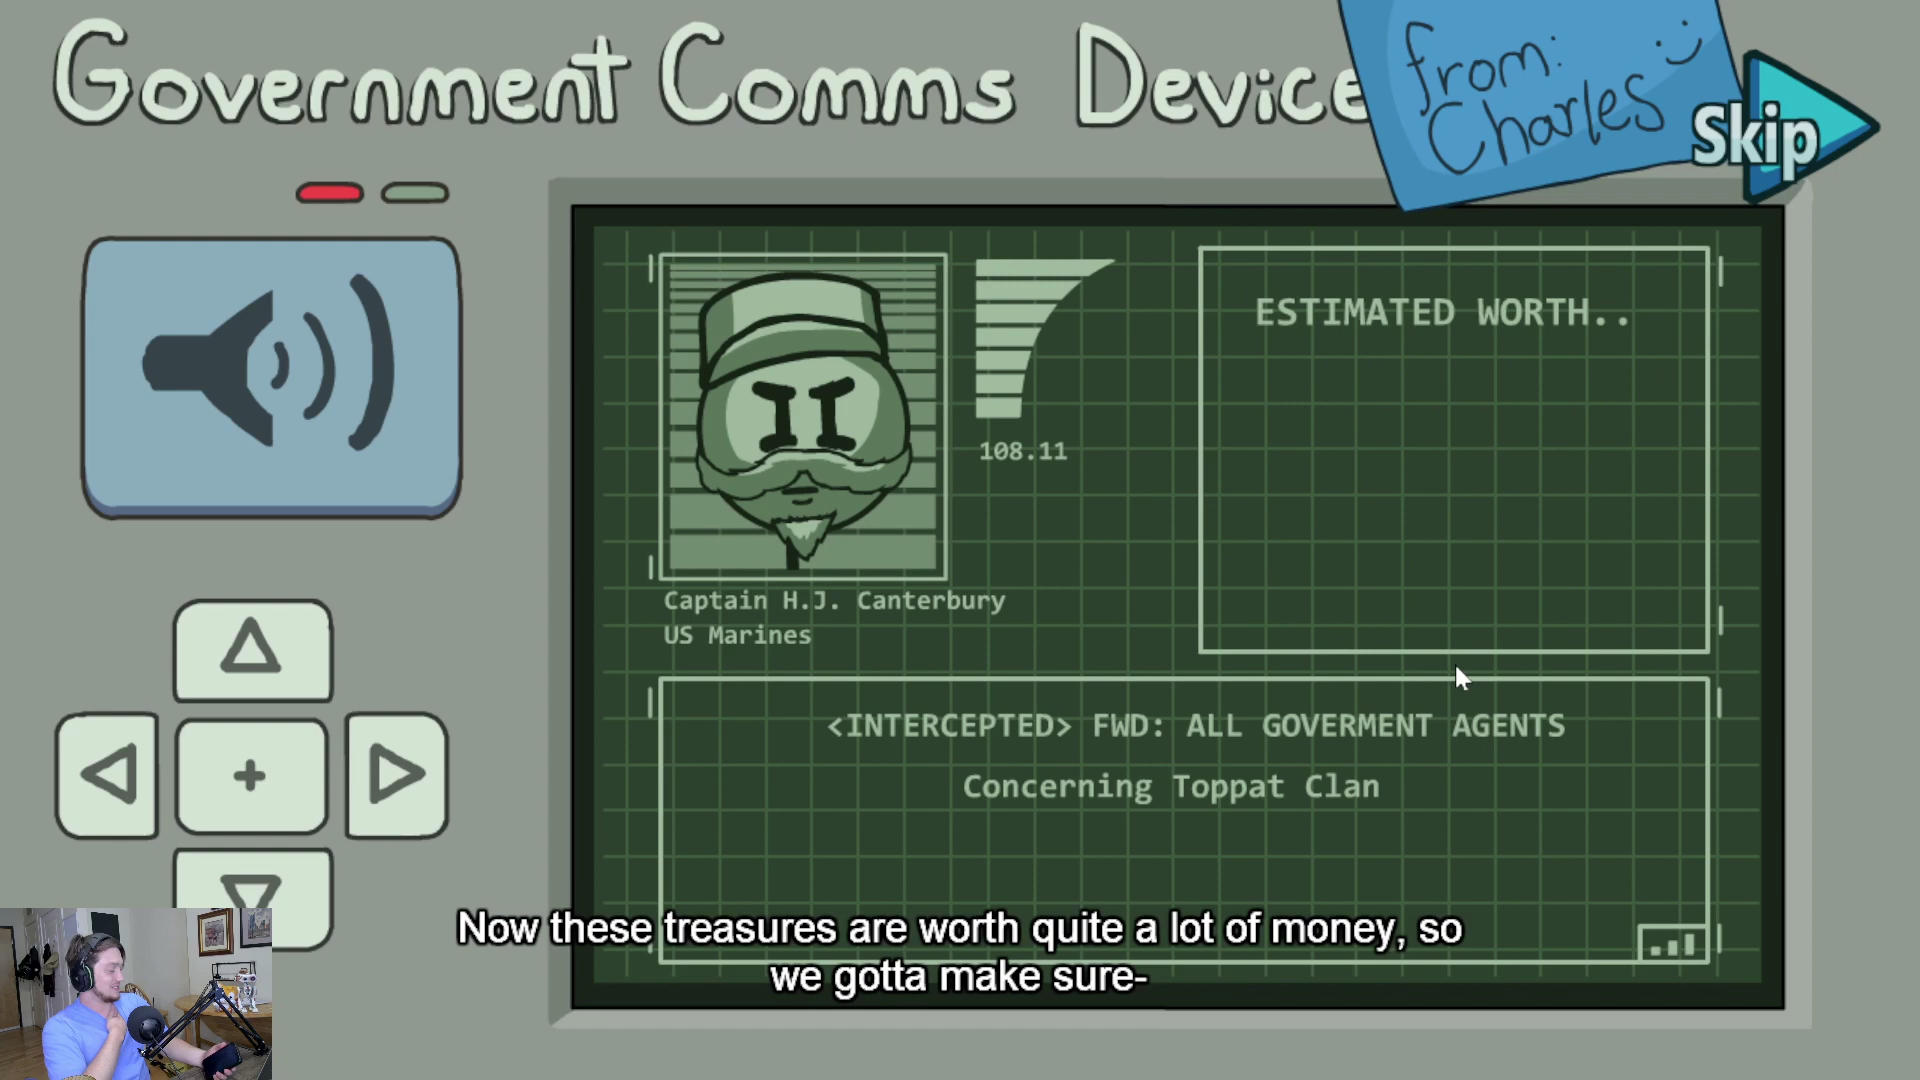 Government Comms Device
from: :)
Charles
Skip
ESTIMATED WORTH..
108.11
Captain H.J. Canterbury
US Marines
<INTERCEPTED> FWD: ALL GOVERMENT AGENTS
Concerning Toppat Clan
Now these treasures are worth quite a lot of money, so
we gotta make sure-